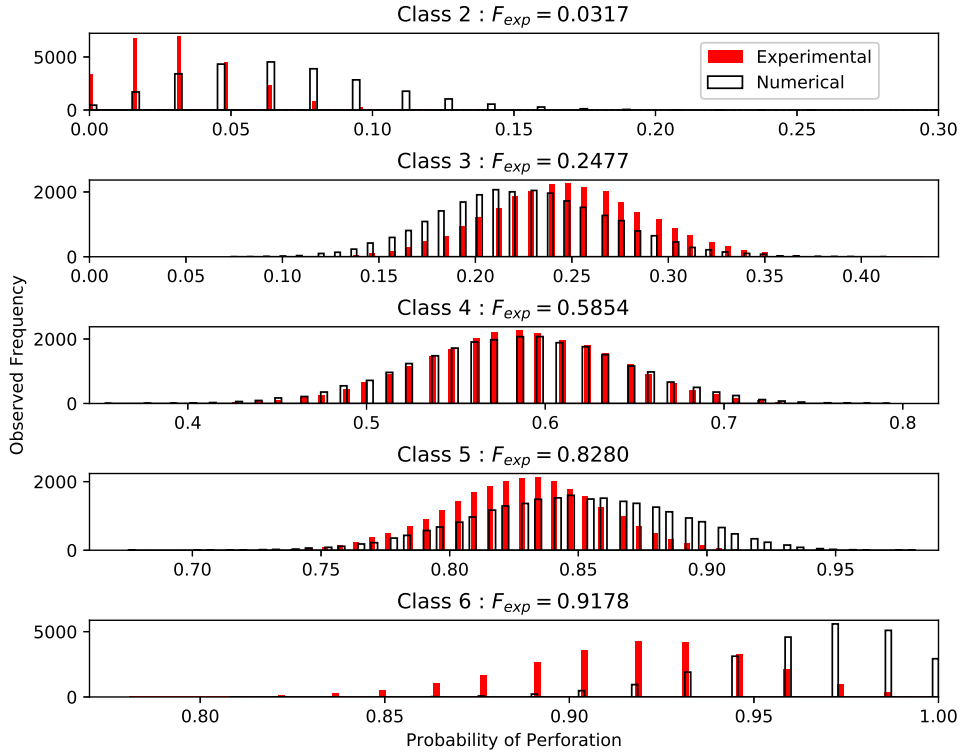 Class 2 : F_exp = 0.0317
5000
0
Experimental
Numerical
0.00 0.05 0.10 0.15 0.20 0.25 0.30
Class 3 : F_exp = 0.2477
2000
0
0.00 0.05 0.10 0.15 0.20 0.25 0.30 0.35 0.40
Class 4 : F_exp = 0.5854
2000
0
0.4 0.5 0.6 0.7 0.8
Observed Frequency
Class 5 : F_exp = 0.8280
2000
0
0.70 0.75 0.80 0.85 0.90 0.95
Class 6 : F_exp = 0.9178
5000
0
0.80 0.85 0.90 0.95 1.00
Probability of Perforation